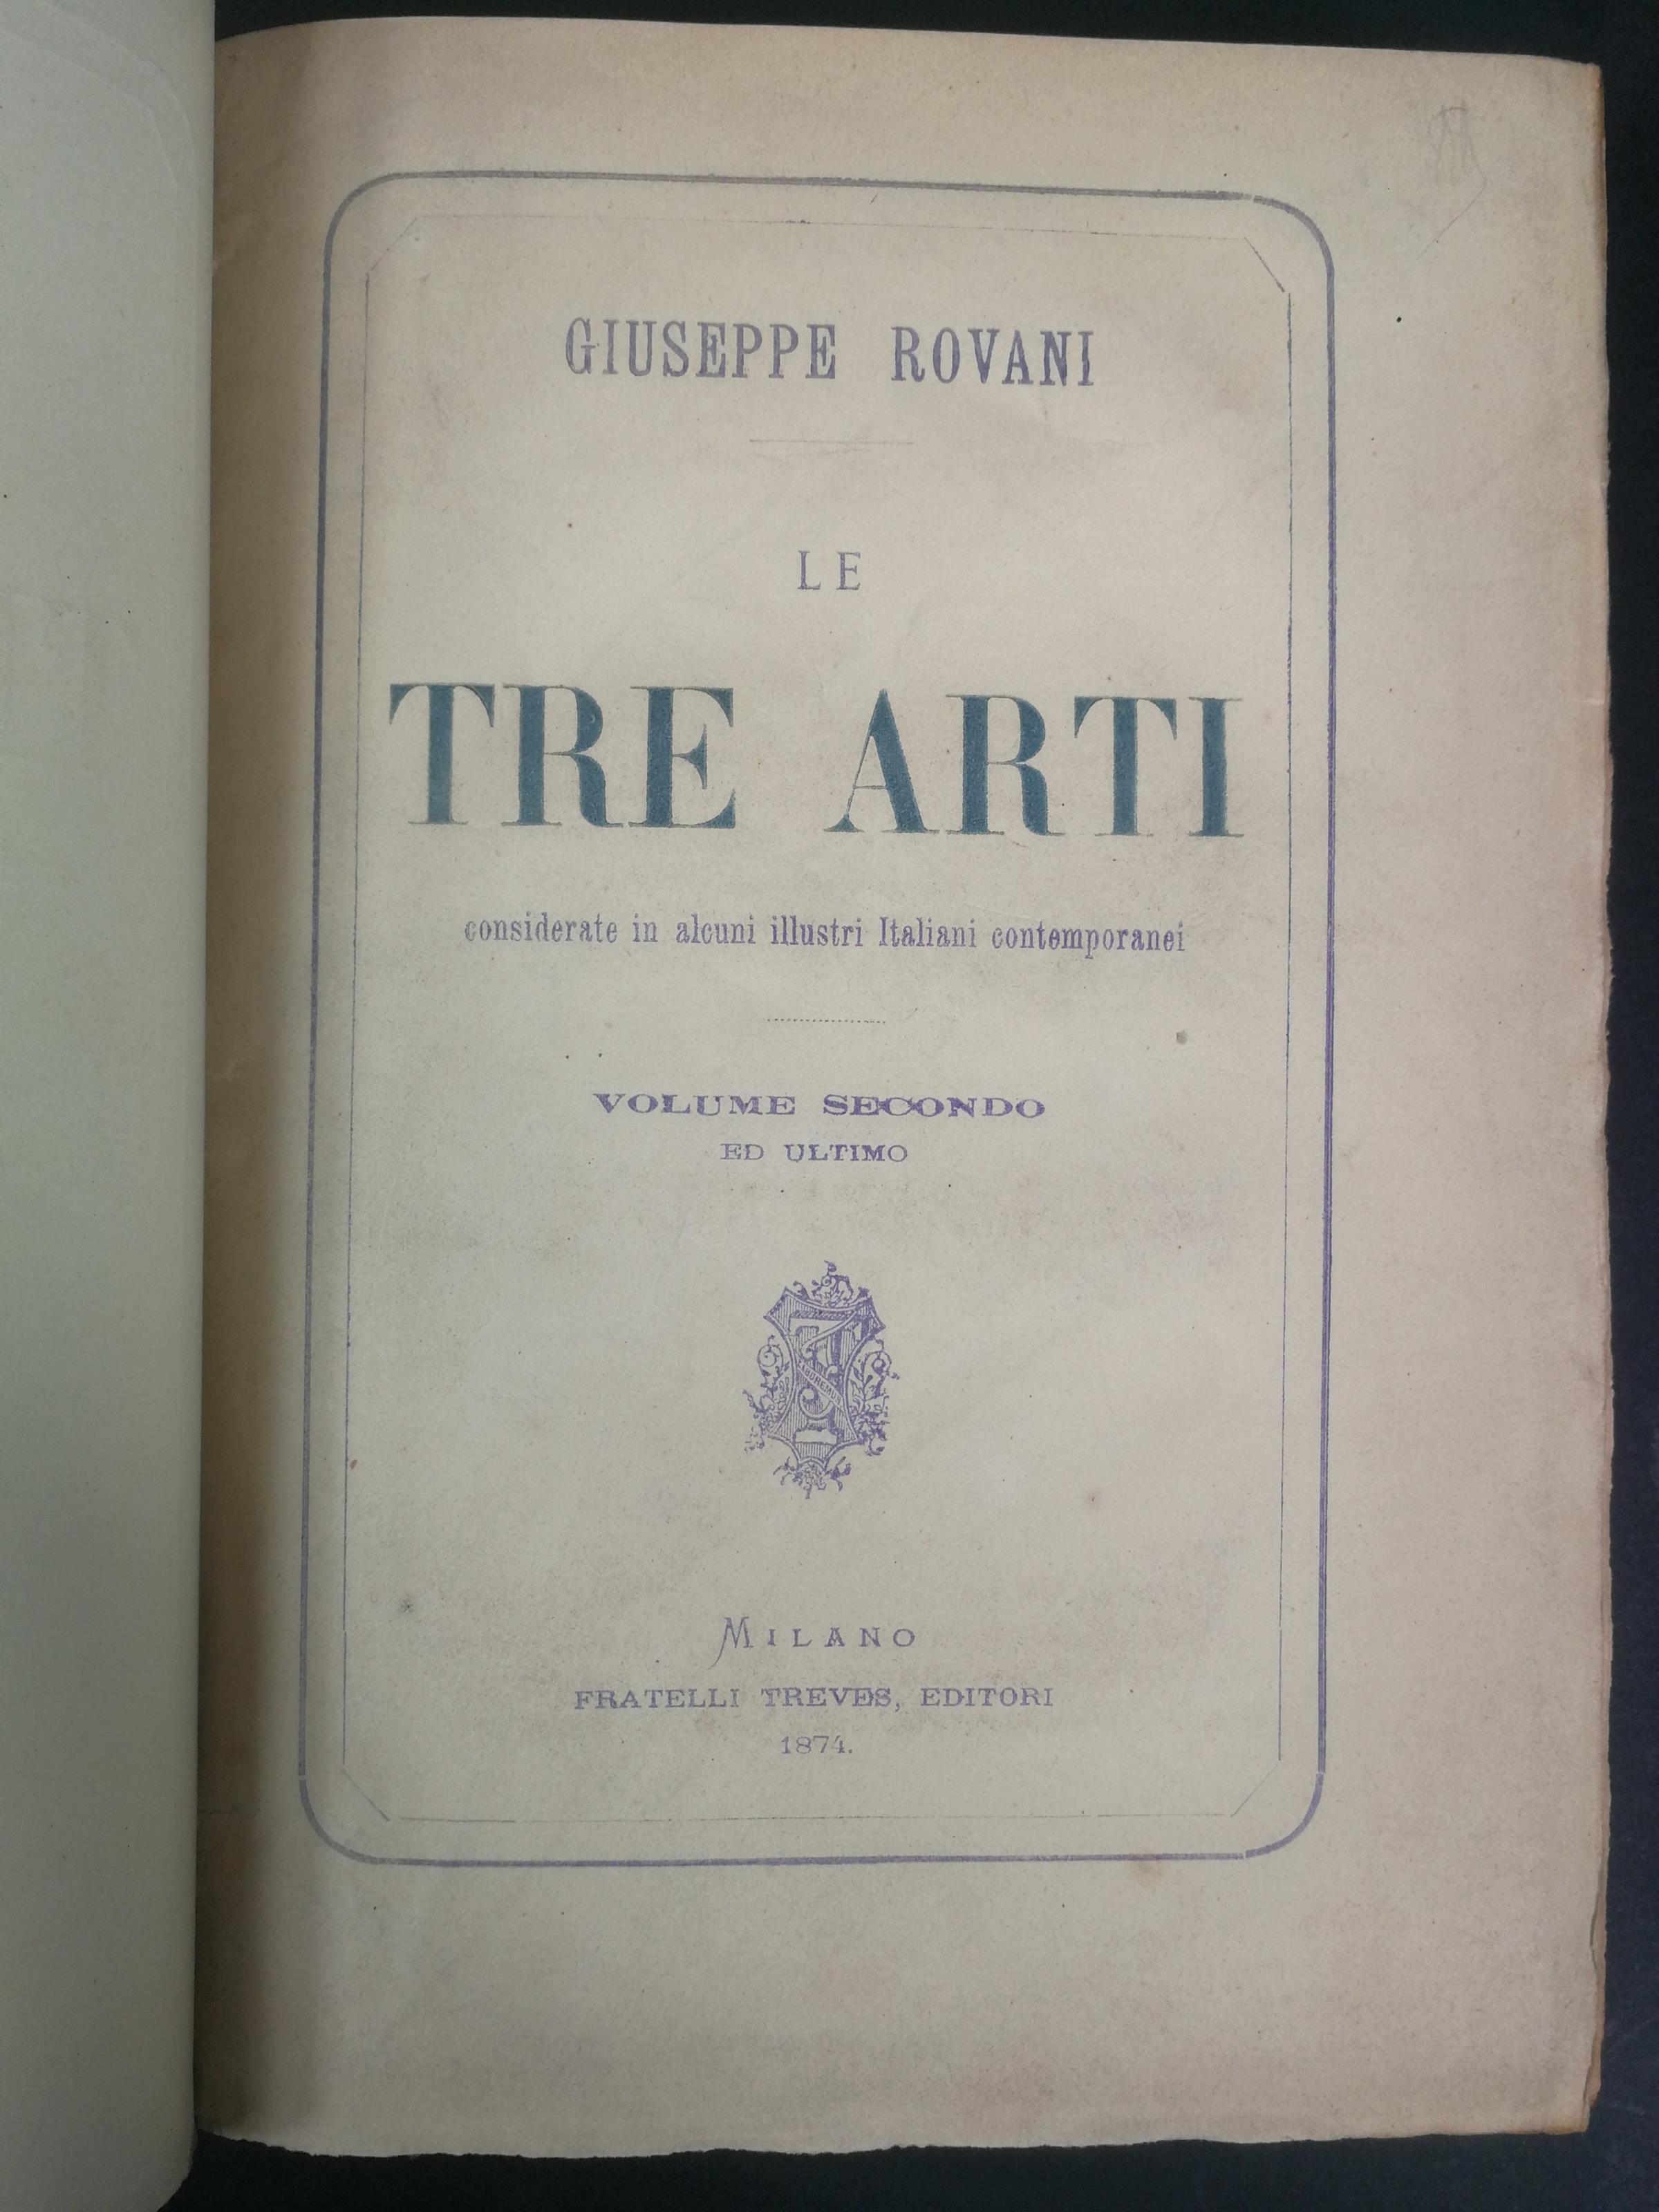 GIUSEPPE ROVANI
LE
TRE ARTI
considerate in alcuni illustri Italiani contemporanei
VOLUME SECONDO
ED ULTIMO
MILANO
FRATELLI TREVES, EDITORI
1874.